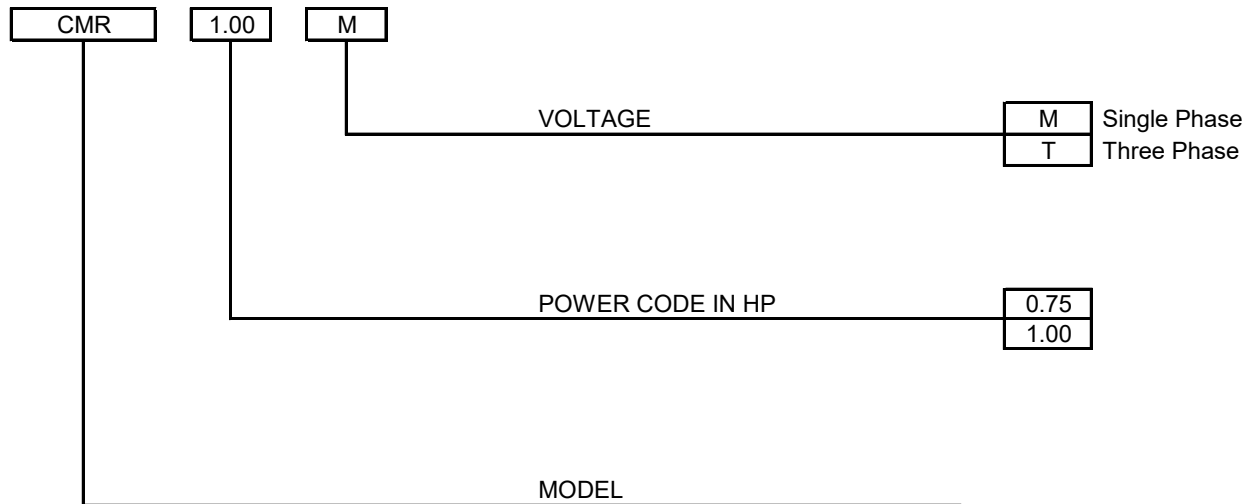 CMR 1.00 M
VOLTAGE M Single Phase
T Three Phase
POWER CODE IN HP 0.75
1.00
MODEL